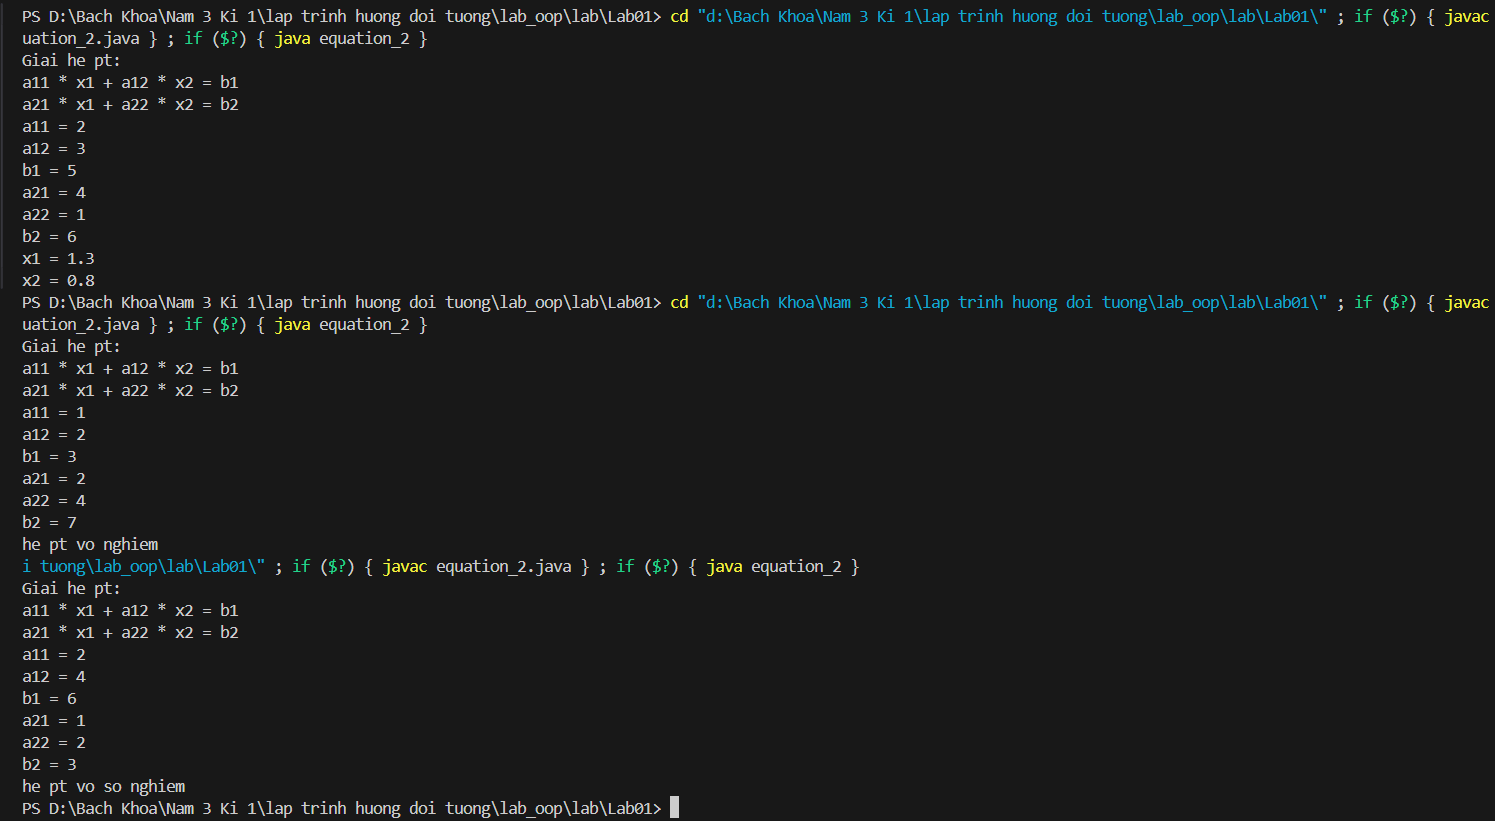 PS D:\Bach Khoa\Nam 3 Ki 1\lap trinh huong doi tuong\lab_oop\lab\Lab01> cd "d:\Bach Khoa\Nam 3 Ki 1\lap trinh huong doi tuong\lab_oop\lab\Lab01\" ; if ($?) { javac
uation_2.java } ; if ($?) { java equation_2 }
Giai he pt:
a11 * x1 + a12 * x2 = b1
a21 * x1 + a22 * x2 = b2
a11 = 2
a12 = 3
b1 = 5
a21 = 4
a22 = 1
b2 = 6
x1 = 1.3
x2 = 0.8
PS D:\Bach Khoa\Nam 3 Ki 1\lap trinh huong doi tuong\lab_oop\lab\Lab01> cd "d:\Bach Khoa\Nam 3 Ki 1\lap trinh huong doi tuong\lab_oop\lab\Lab01\" ; if ($?) { javac
uation_2.java } ; if ($?) { java equation_2 }
Giai he pt:
a11 * x1 + a12 * x2 = b1
a21 * x1 + a22 * x2 = b2
a11 = 1
a12 = 2
b1 = 3
a21 = 2
a22 = 4
b2 = 7
he pt vo nghiem
i tuong\lab_oop\lab\Lab01\" ; if ($?) { javac equation_2.java } ; if ($?) { java equation_2 }
Giai he pt:
a11 * x1 + a12 * x2 = b1
a21 * x1 + a22 * x2 = b2
a11 = 2
a12 = 4
b1 = 6
a21 = 1
a22 = 2
b2 = 3
he pt vo so nghiem
PS D:\Bach Khoa\Nam 3 Ki 1\lap trinh huong doi tuong\lab_oop\lab\Lab01>